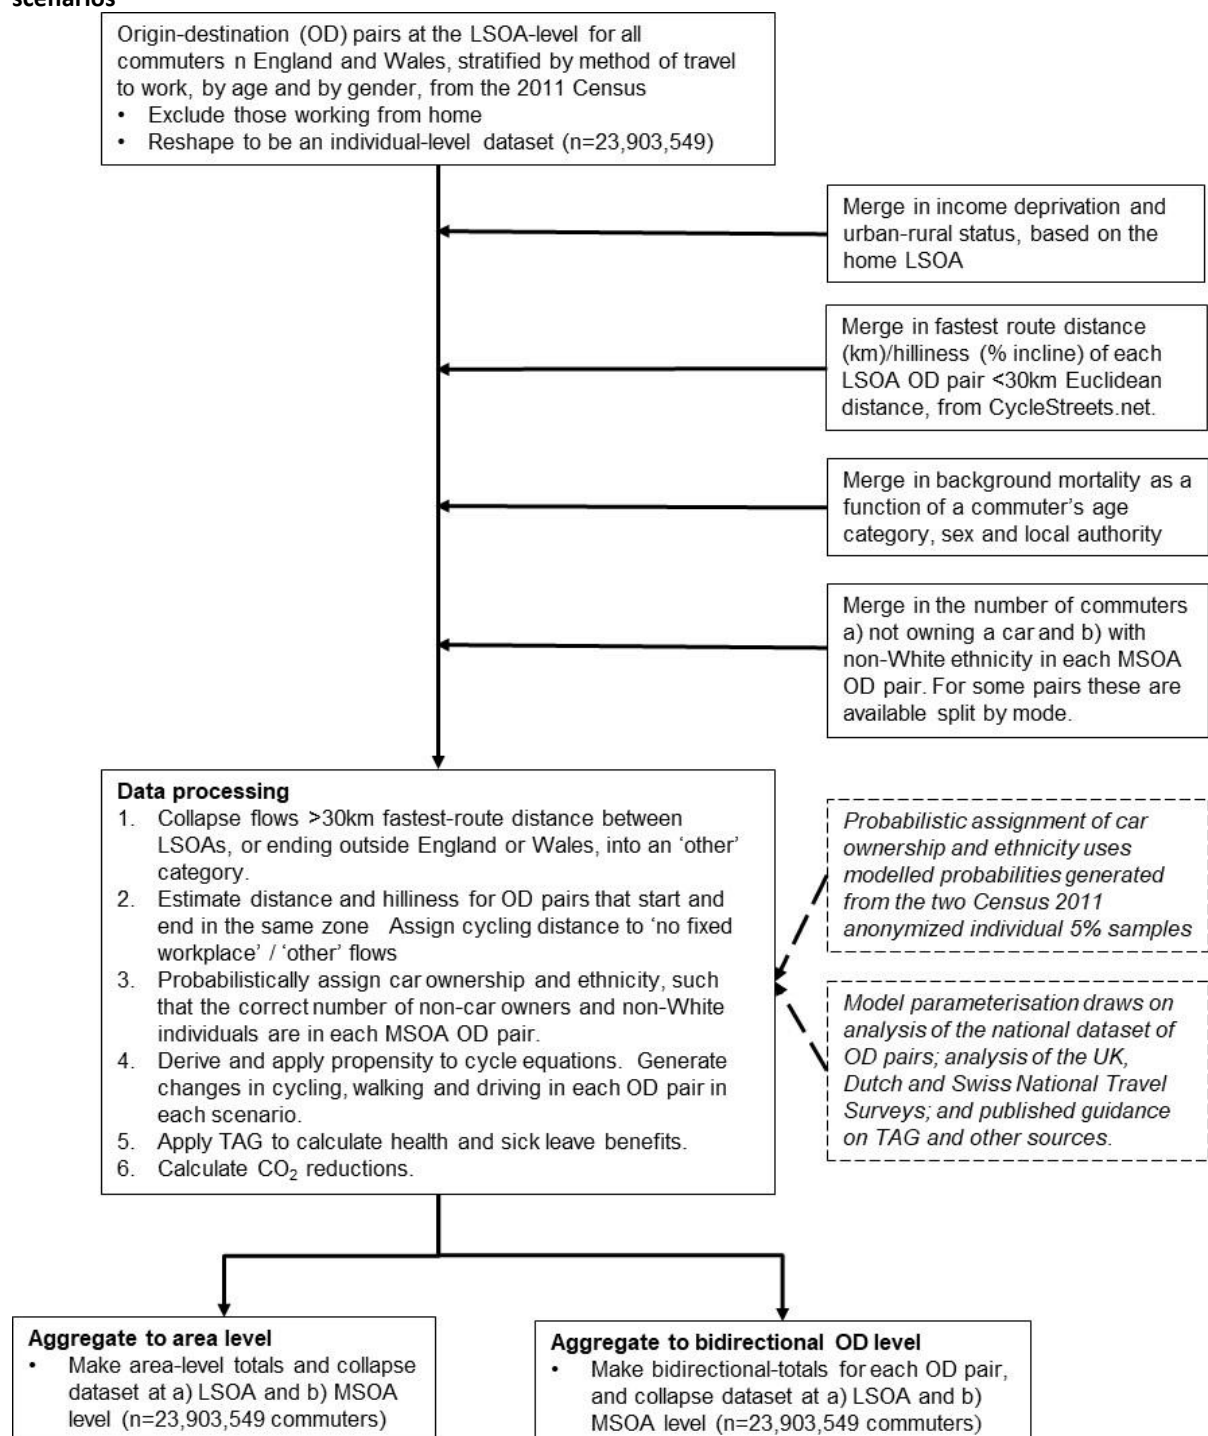 scenarios
Origin-destination (OD) pairs at the LSOA-level for all
commuters n England and Wales, stratified by method of travel
to work, by age and by gender, from the 2011 Census
• Exclude those working from home
• Reshape to be an individual-level dataset (n=23,903,549)
Merge in income deprivation and
urban-rural status, based on the
home LSOA
Merge in fastest route distance
(km)/hilliness (% incline) of each
LSOA OD pair <30km Euclidean
distance, from CycleStreets.net.
Merge in background mortality as a
function of a commuter’s age
category, sex and local authority
Merge in the number of commuters
a) not owning a car and b) with
non-White ethnicity in each MSOA
OD pair. For some pairs these are
available split by mode.
Data processing
1. Collapse flows >30km fastest-route distance between
LSOAs, or ending outside England or Wales, into an ‘other’
category.
2. Estimate distance and hilliness for OD pairs that start and
end in the same zone Assign cycling distance to ‘no fixed
workplace’ / ‘other’ flows
3. Probabilistically assign car ownership and ethnicity, such
that the correct number of non-car owners and non-White
individuals are in each MSOA OD pair.
4. Derive and apply propensity to cycle equations. Generate
changes in cycling, walking and driving in each OD pair in
each scenario.
5. Apply TAG to calculate health and sick leave benefits.
6. Calculate CO₂ reductions.
Probabilistic assignment of car
ownership and ethnicity uses
modelled probabilities generated
from the two Census 2011
anonymized individual 5% samples
Model parameterisation draws on
analysis of the national dataset of
OD pairs; analysis of the UK,
Dutch and Swiss National Travel
Surveys; and published guidance
on TAG and other sources.
Aggregate to area level
• Make area-level totals and collapse
dataset at a) LSOA and b) MSOA
level (n=23,903,549 commuters)
Aggregate to bidirectional OD level
• Make bidirectional-totals for each OD pair,
and collapse dataset at a) LSOA and b)
MSOA level (n=23,903,549 commuters)